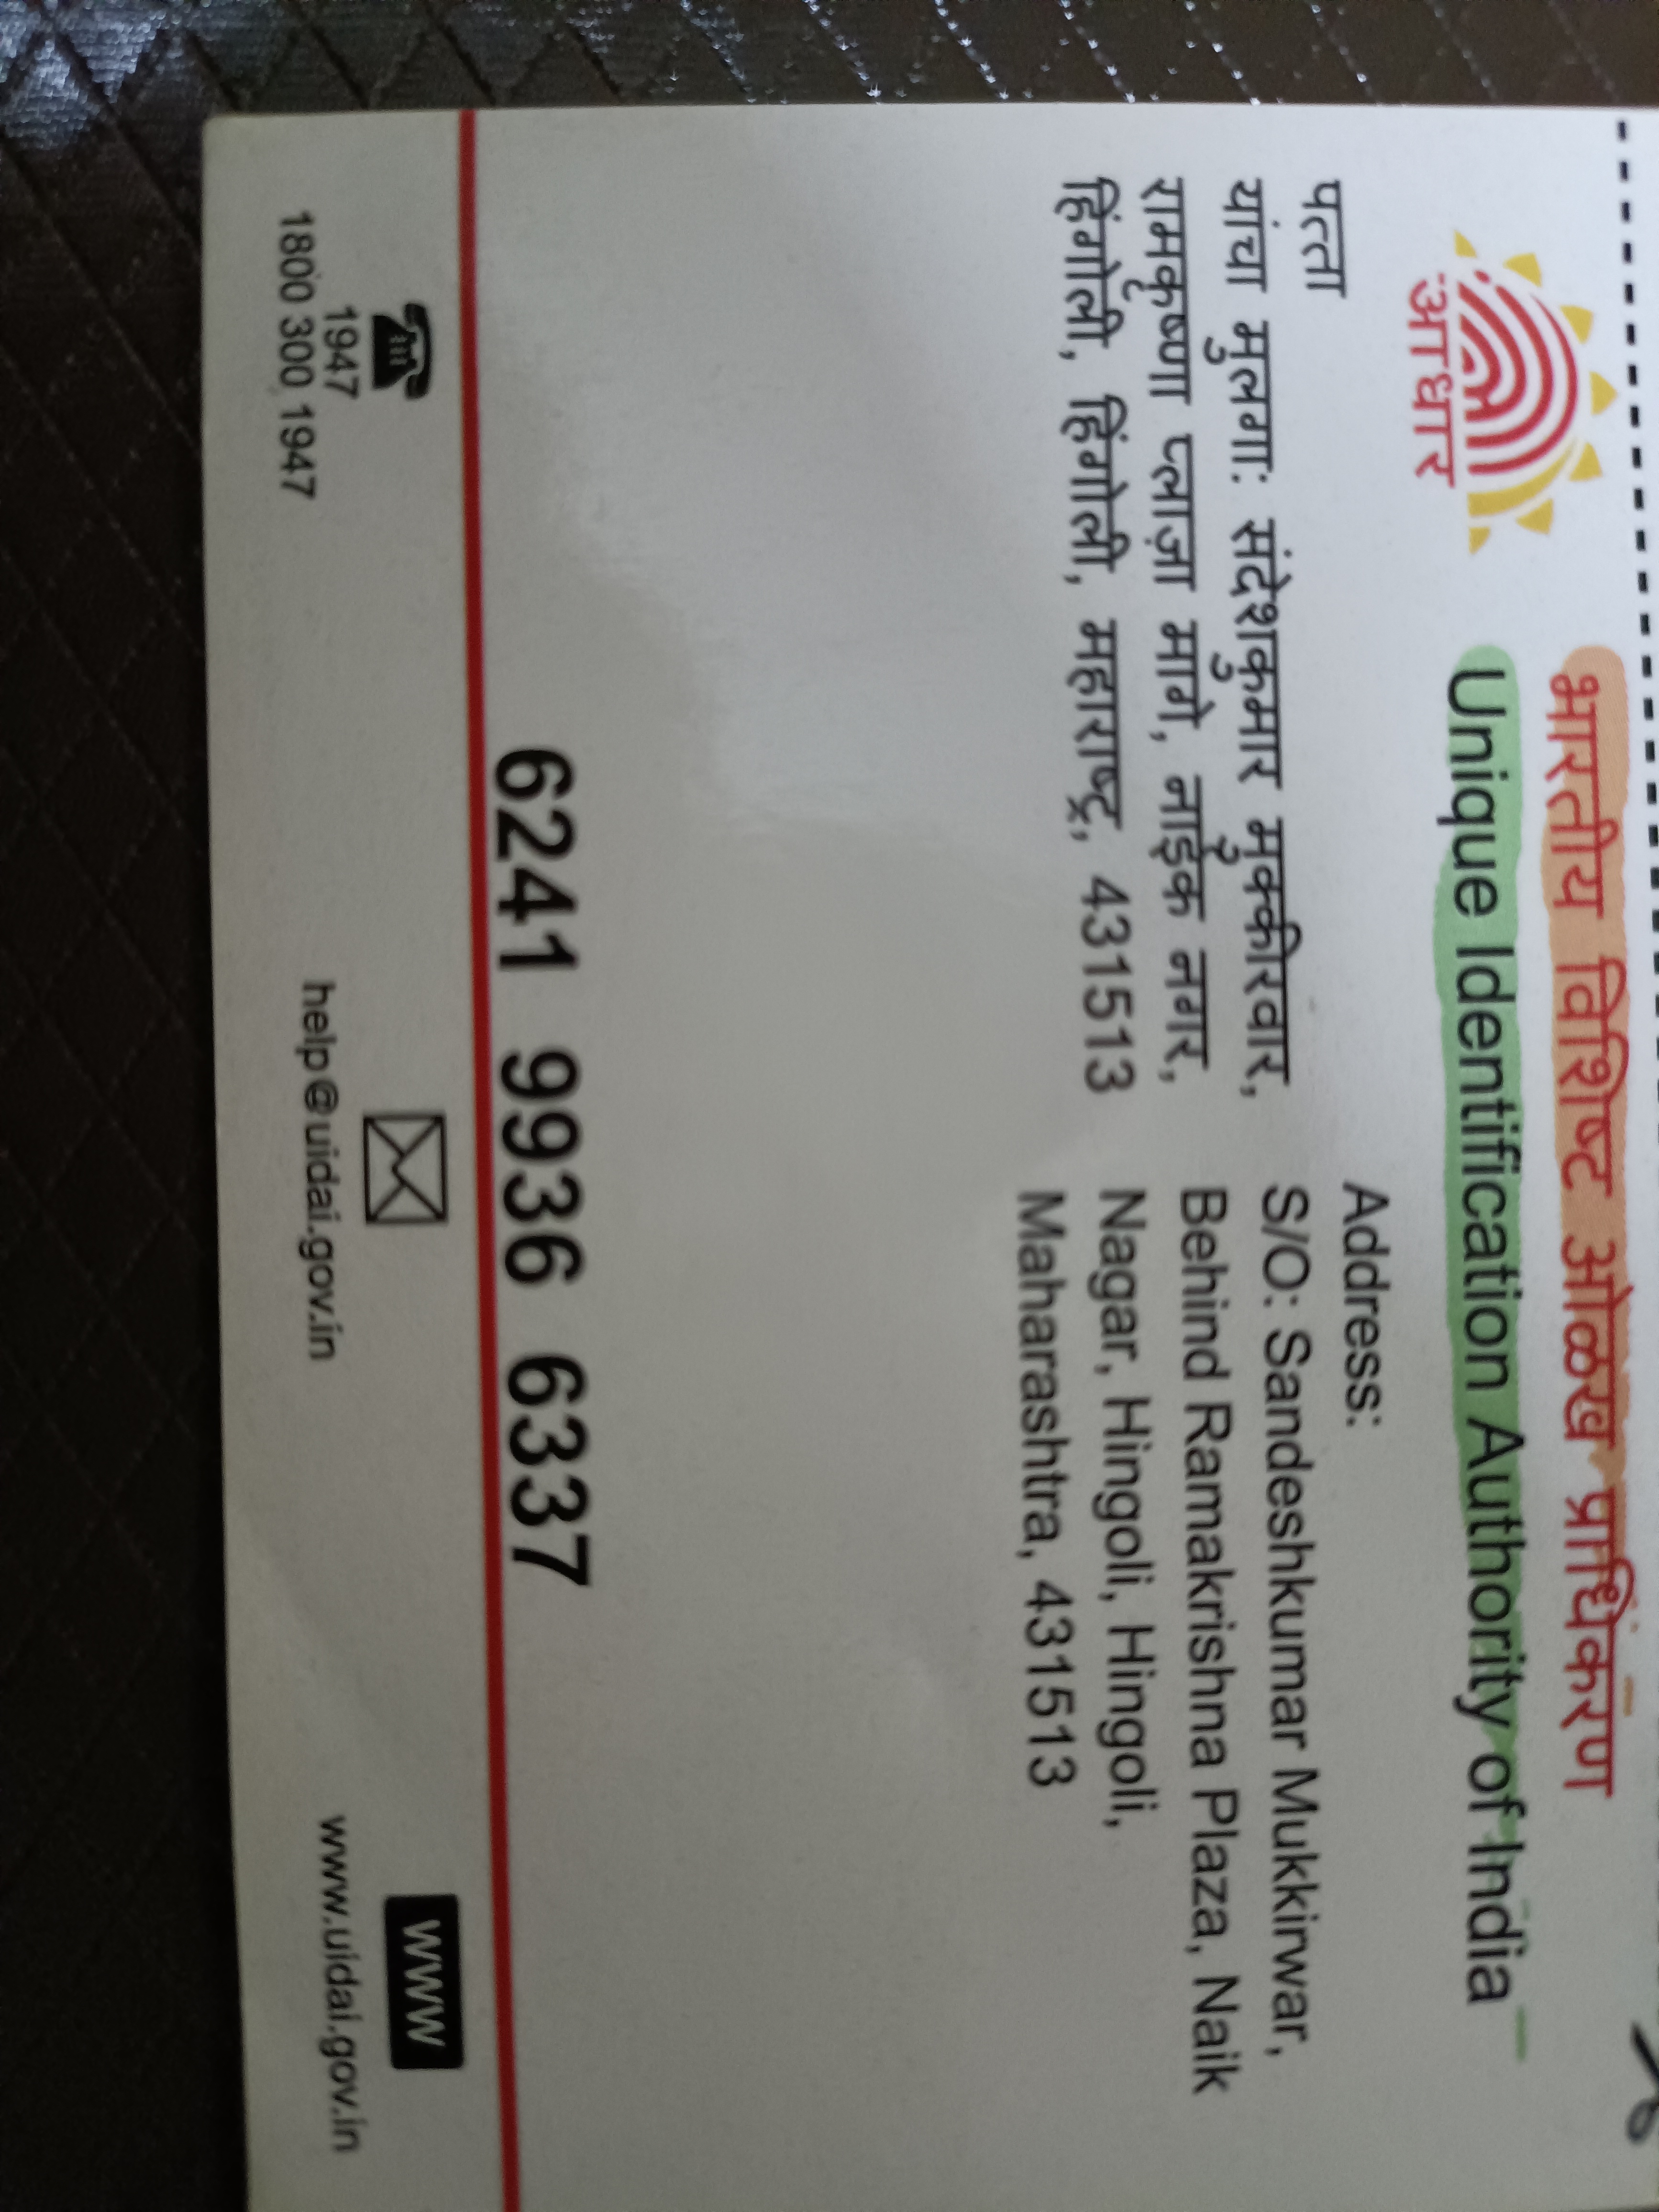 भारतीय विशिष्ट ओळख प्राधिकरण
Unique Identification Authority of India
आधार
पत्ता
यांचा मुलगा: संदेशकुमार मुक्कीरवार,
रामकृष्णा प्लाज़ा मागे, नाईक नगर,
हिंगोली, हिंगोली, महाराष्ट्र, 431513
Address:
S/O: Sandeshkumar Mukkirwar,
Behind Ramakrishna Plaza, Naik
Nagar, Hingoli, Hingoli,
Maharashtra, 431513
6241 9936 6337
1947
1800 300 1947
help@uidai.gov.in
www
www.uidai.gov.in